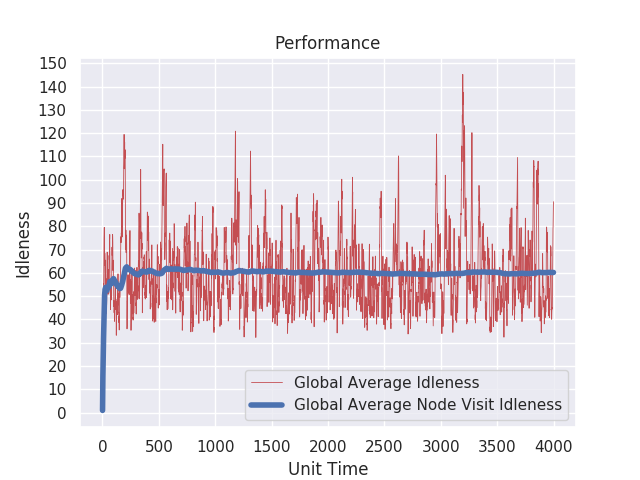 Performance
150
140
130
120
110
100
90
80
70
60
50
40
30
20
10
0
Idleness
Global Average Idleness
Global Average Node Visit Idleness
0 500 1000 1500 2000 2500 3000 3500 4000
Unit Time